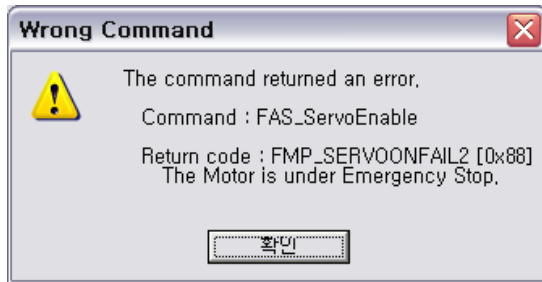 Wrong Command
The command returned an error,
Command : FAS_ServoEnable
Return code : FMP_SERVOONFAIL2 [0x88]
The Motor is under Emergency Stop,
확인